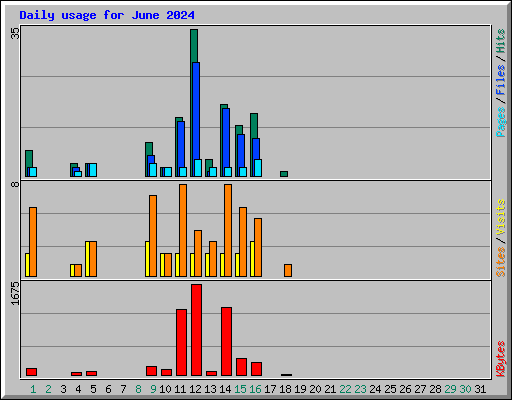 Daily usage for June 2024
35
Pages / Files / Hits
8
Sites / Visits
1675
KBytes
1 2 3 4 5 6 7 8 9 10 11 12 13 14 15 16 17 18 19 20 21 22 23 24 25 26 27 28 29 30 31